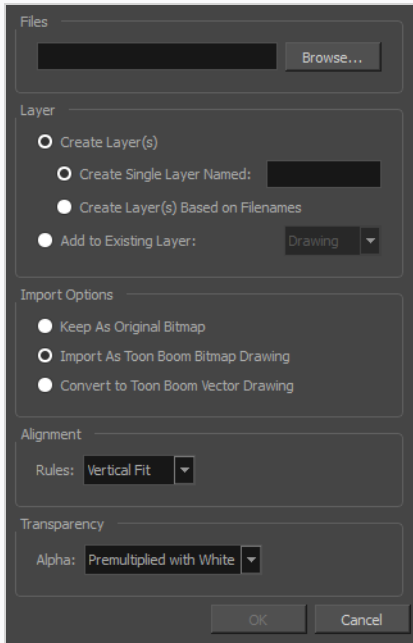 Files
Browse...
Layer
Create Layer(s)
Create Single Layer Named:
Create Layer(s) Based on Filenames
Add to Existing Layer: Drawing
Import Options
Keep As Original Bitmap
Import As Toon Boom Bitmap Drawing
Convert to Toon Boom Vector Drawing
Alignment
Rules: Vertical Fit
Transparency
Alpha: Premultiplied with White
OK Cancel